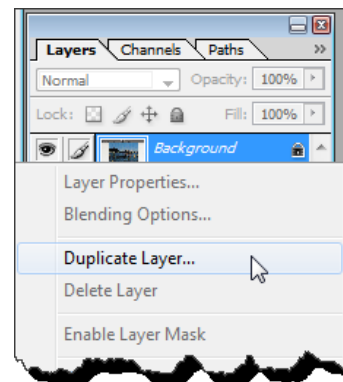 Layers Channels Paths
Normal Opacity: 100%
Lock: Fill: 100%
Background
Layer Properties...
Blending Options...
Duplicate Layer...
Delete Layer
Enable Layer Mask